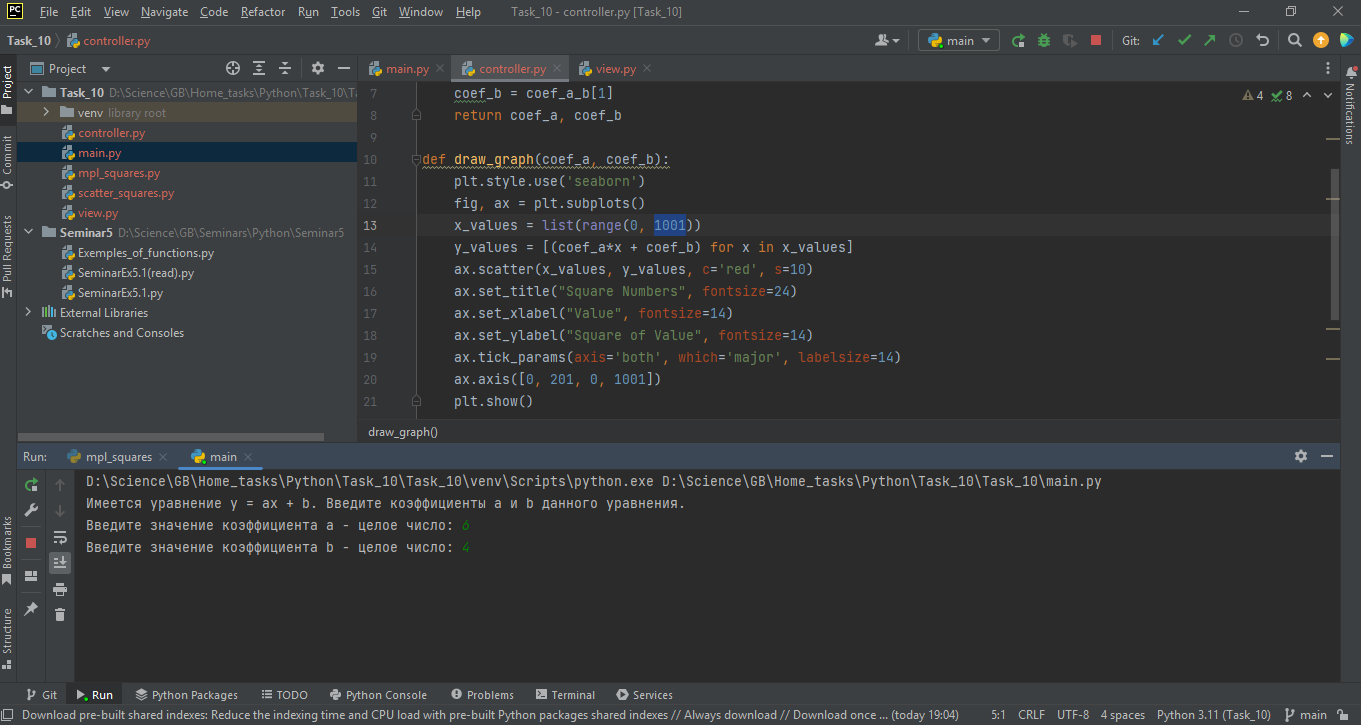 PC File Edit View Navigate Code Refactor Run Tools Git Window Help Task_10 - controller.py [Task_10]
Task_10 controller.py main Git:
Project
main.py controller.py view.py
Task_10 D:\Science\GB\Home_tasks\Python\Task_10\T
venv library root
controller.py
main.py
mpl_squares.py
scatter_squares.py
view.py
Seminar5 D:\Science\GB\Seminars\Python\Seminar5
Exemples_of_functions.py
SeminarEx5.1(read).py
SeminarEx5.1.py
External Libraries
Scratches and Consoles
4 8
7 coef_b = coef_a_b[1]
8 return coef_a, coef_b
9
10 def draw_graph(coef_a, coef_b):
11 plt.style.use('seaborn')
12 fig, ax = plt.subplots()
13 x_values = list(range(0, 1001))
14 y_values = [(coef_a*x + coef_b) for x in x_values]
15 ax.scatter(x_values, y_values, c='red', s=10)
16 ax.set_title("Square Numbers", fontsize=24)
17 ax.set_xlabel("Value", fontsize=14)
18 ax.set_ylabel("Square of Value", fontsize=14)
19 ax.tick_params(axis='both', which='major', labelsize=14)
20 ax.axis([0, 201, 0, 1001])
21 plt.show()
draw_graph()
Project
Commit
Pull Requests
Bookmarks
Structure
Notifications
Run: mpl_squares main
D:\Science\GB\Home_tasks\Python\Task_10\Task_10\venv\Scripts\python.exe D:\Science\GB\Home_tasks\Python\Task_10\Task_10\main.py
Имеется уравнение y = ax + b. Введите коэффициенты a и b данного уравнения.
Введите значение коэффициента a - целое число: 6
Введите значение коэффициента b - целое число: 4
Git Run Python Packages TODO Python Console Problems Terminal Services
Download pre-built shared indexes: Reduce the indexing time and CPU load with pre-built Python packages shared indexes // Always download // Download once ... (today 19:04) 5:1 CRLF UTF-8 4 spaces Python 3.11 (Task_10) main